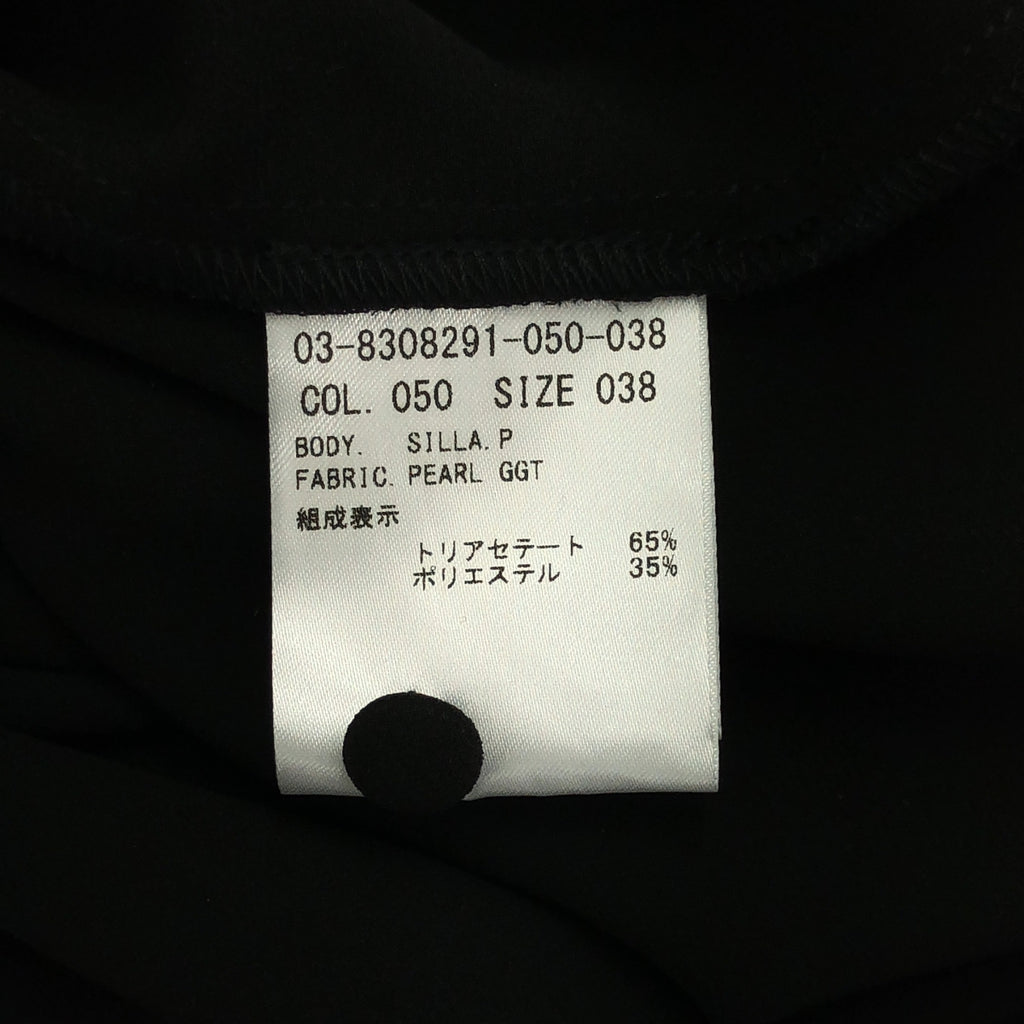 03-8308291-050-038
COL. 050 SIZE 038
BODY. SILLA.P
FABRIC. PEARL GGT
組成表示
トリアセテート 65%
ポリエステル 35%